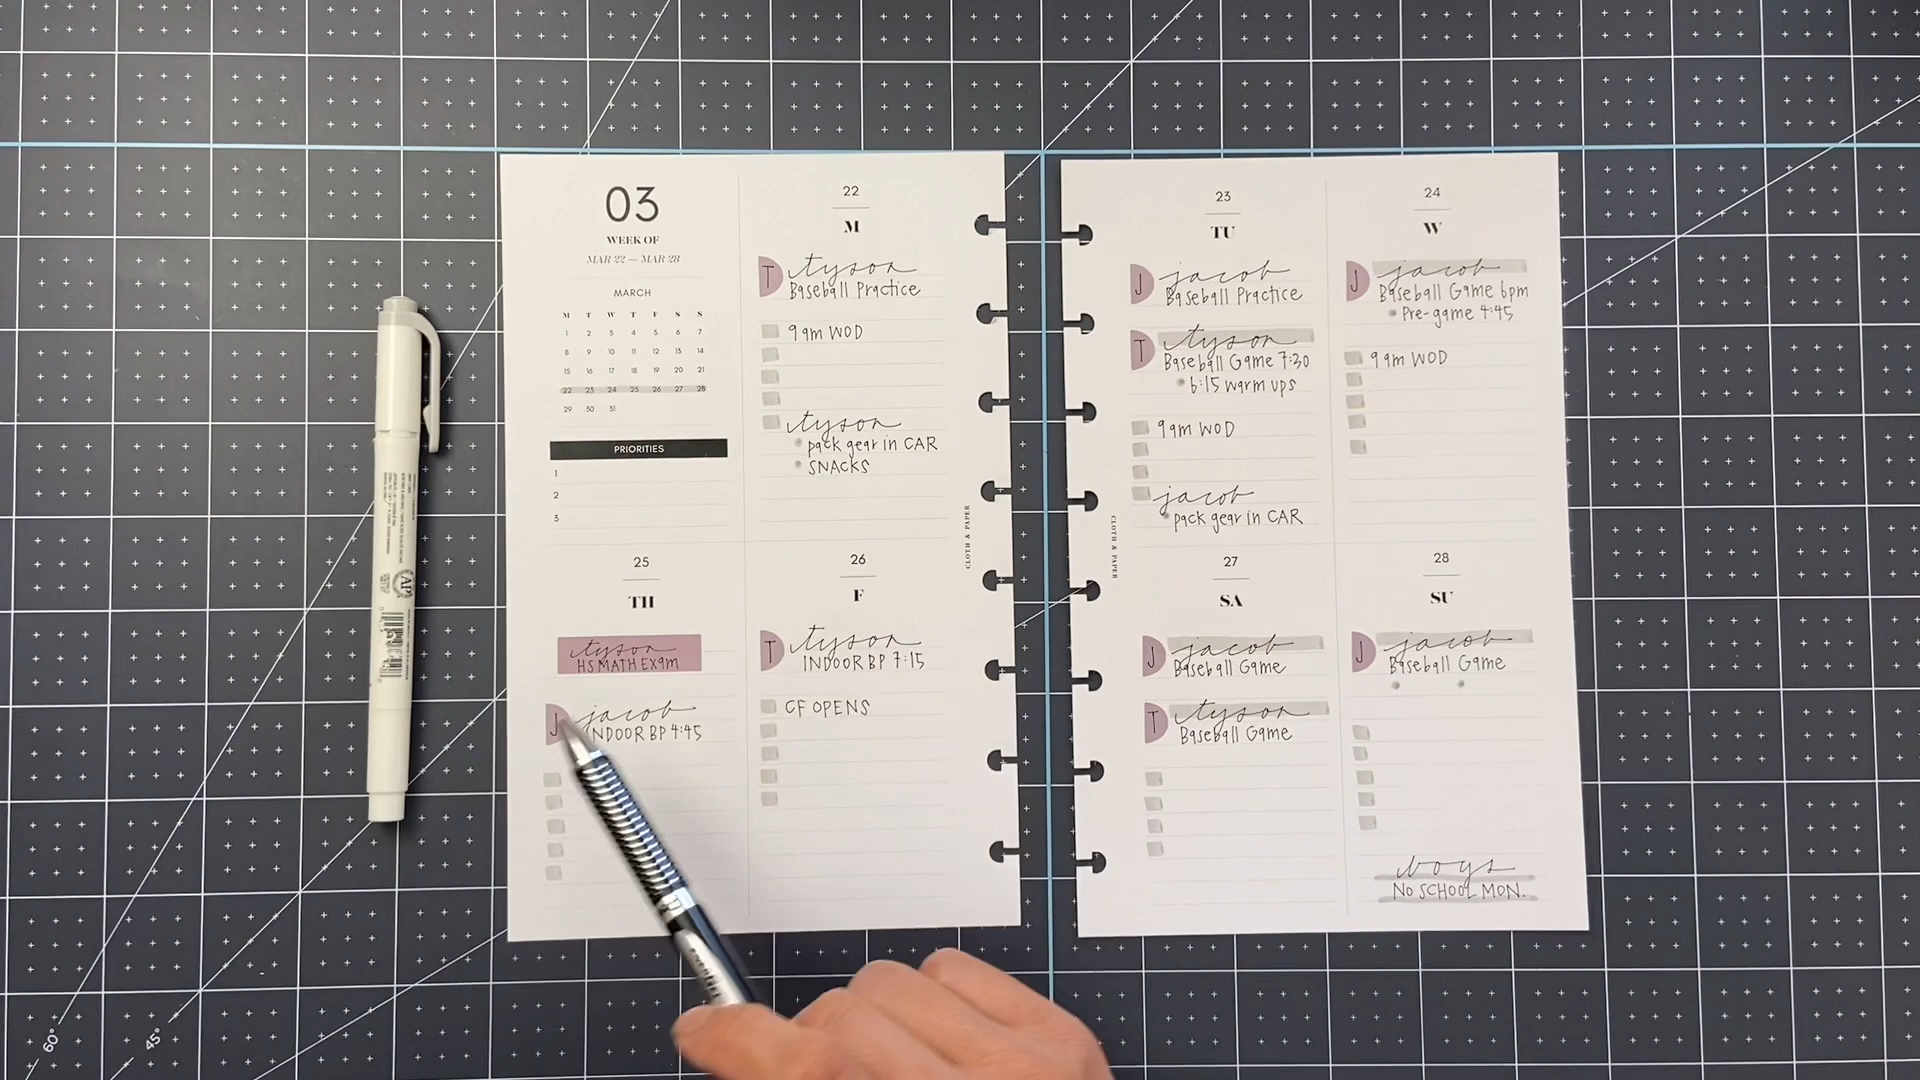 03
WEEK OF
MAR 22 — MAR 28
MARCH
M T W T F S S
1 2 3 4 5 6 7
8 9 10 11 12 13 14
15 16 17 18 19 20 21
22 23 24 25 26 27 28
29 30 31
PRIORITIES
1
2
3
22
M
T tyson
Baseball Practice
9am WOD
tyson
pack gear in CAR
SNACKS
25
TH
tyson
HS MATH EXam
J jacob
INDOOR BP 4:45
26
F
T tyson
INDOOR BP 7:15
CF OPENS
CLOTH & PAPER
23
TU
J jacob
Baseball Practice
T tyson
Baseball Game 7:30
6:15 warm ups
9am WOD
jacob
pack gear in CAR
24
W
J jacob
Baseball Game 6pm
Pre-game 4:45
9am WOD
CLOTH & PAPER
27
SA
J jacob
Baseball Game
T tyson
Baseball Game
28
SU
J jacob
Baseball Game
boys
NO SCHOOL MON.
AP
60°
45°